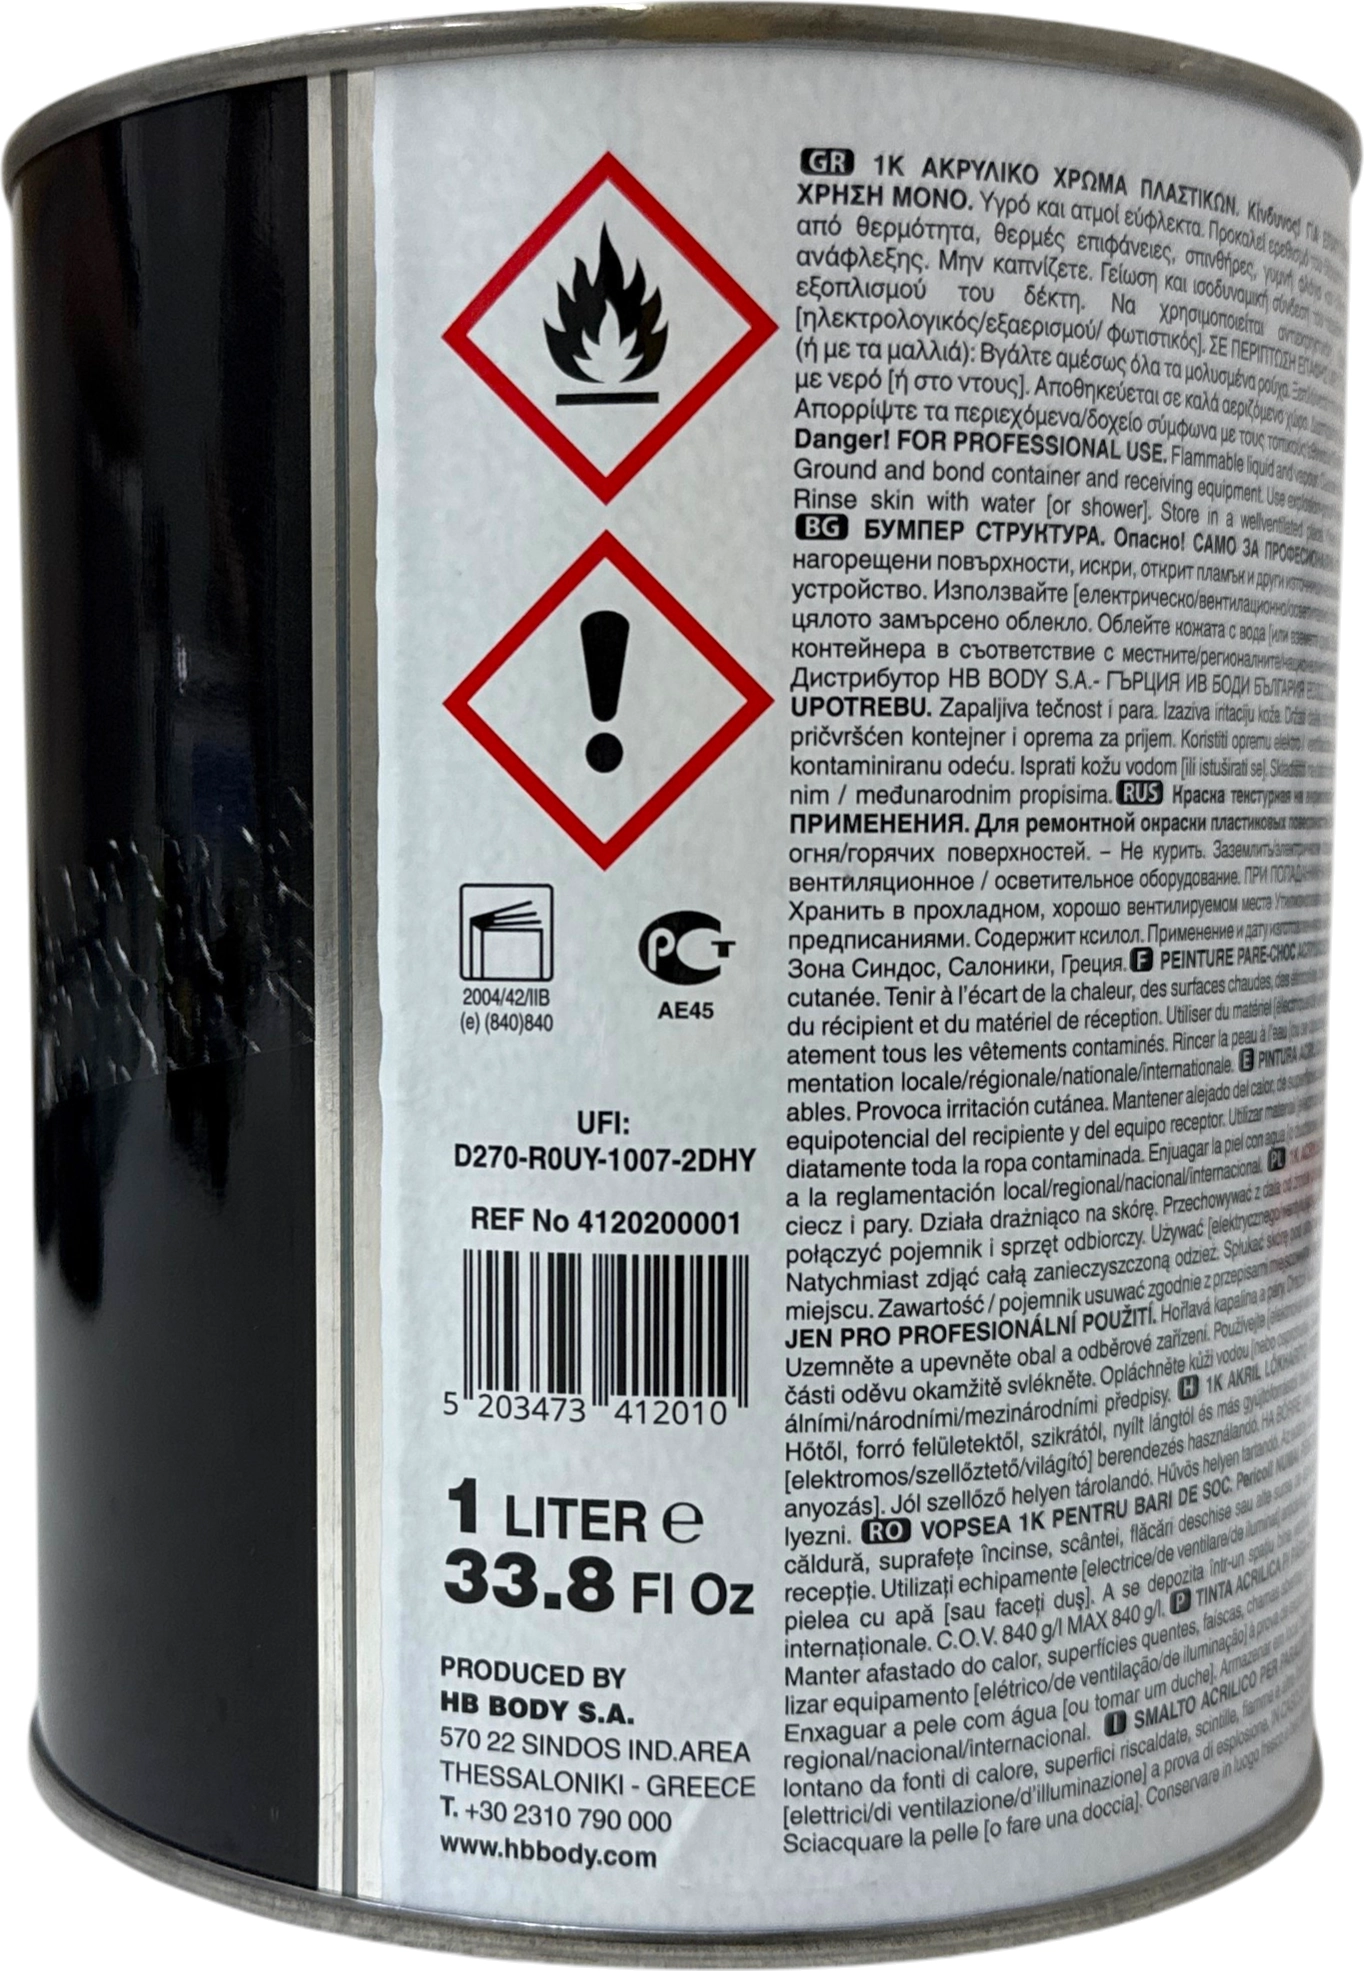 2004/42/IIB
(e) (840)840
PCT
AE45
UFI:
D270-R0UY-1007-2DHY
REF No 4120200001
5 203473 412010
1 LITER ℮
33.8 Fl Oz
PRODUCED BY
HB BODY S.A.
570 22 SINDOS IND.AREA
THESSALONIKI - GREECE
T. +30 2310 790 000
www.hbbody.com
GR 1K ΑΚΡΥΛΙΚΟ ΧΡΩΜΑ ΠΛΑΣΤΙΚΩΝ. Κίνδυνος! ΓΙΑ
ΧΡΗΣΗ ΜΟΝΟ. Υγρό και ατμοί εύφλεκτα. Προκαλεί ερεθισμό του
από θερμότητα, θερμές επιφάνειες, σπινθήρες, γυμνή φλόγα και
ανάφλεξης. Μην καπνίζετε. Γείωση και ισοδυναμική σύνδεση του
εξοπλισμού του δέκτη. Να χρησιμοποιείται
[ηλεκτρολογικός/εξαερισμού/ φωτιστικός]. ΣΕ ΠΕΡΙΠΤΩΣΗ ΕΠΑΦΗΣ
(ή με τα μαλλιά): Βγάλτε αμέσως όλα τα μολυσμένα ρούχα.
με νερό [ή στο ντους]. Αποθηκεύεται σε καλά αεριζόμενο χώρο.
Απορρίψτε τα περιεχόμενα/δοχείο σύμφωνα με τους τοπικούς
Danger! FOR PROFESSIONAL USE. Flammable liquid and vapour.
Ground and bond container and receiving equipment. Use
Rinse skin with water [or shower]. Store in a wellventilated place.
BG БУМПЕР СТРУКТУРА. Опасно! САМО ЗА
нагорещени повърхности, искри, открит пламък и други
устройство. Използвайте [електрическо/вентилационно/
цялото замърсено облекло. Облейте кожата с вода [или
контейнера в съответствие с местните/регионалните/
Дистрибутор HB BODY S.A.- ГЪРЦИЯ ИВ БОДИ БЪЛГАРИЯ
UPOTREBU. Zapaljiva tečnost i para. Izaziva iritaciju kože.
pričvršćen kontejner i oprema za prijem. Koristiti opremu
kontaminiranu odeću. Isprati kožu vodom [ili istuširati se].
nim / međunarodnim propisima. RUS Краска текстурная на
ПРИМЕНЕНИЯ. Для ремонтной окраски пластиковых
огня/горячих поверхностей. – Не курить.
вентиляционное / осветительное оборудование. ПРИ
Хранить в прохладном, хорошо вентилируемом месте
предписаниями. Содержит ксилол. Применение и дату
Зона Синдос, Салоники, Греция. F PEINTURE PARE-CHOC
cutanée. Tenir à l'écart de la chaleur, des surfaces chaudes, des
du récipient et du matériel de réception. Utiliser du matériel
atement tous les vêtements contaminés. Rincer la peau à l'eau
mentation locale/régionale/nationale/internationale. E PINTURA
ables. Provoca irritación cutánea. Mantener alejado del calor, de
equipotencial del recipiente y del equipo receptor. Utilizar material
diatamente toda la ropa contaminada. Enjuagar la piel con agua
a la reglamentación local/regional/nacional/internacional. PL 1K
ciecz i pary. Działa drażniąco na skórę. Przechowywać z dala od
połączyć pojemnik i sprzęt odbiorczy. Używać
Natychmiast zdjąć całą zanieczyszczoną odzież. Spłukać skórę pod
miejscu. Zawartość / pojemnik usuwać zgodnie z przepisami
JEN PRO PROFESIONÁLNÍ POUŽITÍ. Hořlavá kapalina a páry.
Uzemněte a upevněte obal a odběrové zařízení. Používejte
části oděvu okamžitě svlékněte. Opláchněte kůži vodou [nebo
álními/národními/mezinárodními předpisy. H 1K AKRIL
Hőtől, forró felületektől, szikrától, nyílt lángtól és más
[elektromos/szellőztető/világító] berendezés használandó. HA
anyozás]. Jól szellőző helyen tárolandó. Hűvös helyen tartandó.
lyezni. RO VOPSEA 1K PENTRU BARI DE SOC. Pericol!
căldură, suprafețe încinse, scântei, flăcări deschise sau alte surse
recepție. Utilizați echipamente [electrice/de ventilare/de iluminat]
pielea cu apă [sau faceți duș]. A se depozita într-un spațiu
internaționale. C.O.V. 840 g/l MAX 840 g/l. P TINTA ACRILICA
Manter afastado do calor, superfícies quentes, faíscas, chamas
lizar equipamento [elétrico/de ventilação/de iluminação] à prova de
Enxaguar a pele com água [ou tomar um duche]. Armazenar em
regional/nacional/internacional. I SMALTO ACRILICO PER
lontano da fonti di calore, superfici riscaldate, scintille, fiamme
[elettrici/di ventilazione/d'illuminazione] a prova di esplosione.
Sciacquare la pelle [o fare una doccia]. Conservare in luogo fresco